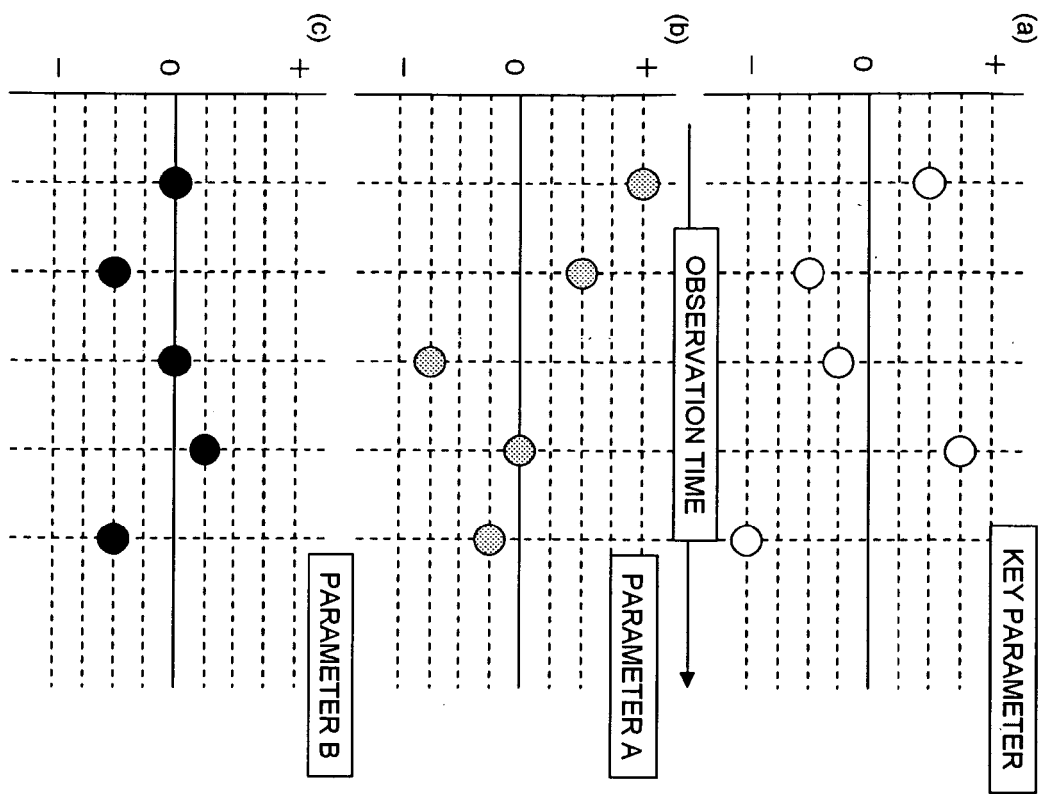 (a)
+
0
−
KEY PARAMETER
OBSERVATION TIME
(b)
+
0
−
PARAMETER A
(c)
+
0
−
PARAMETER B